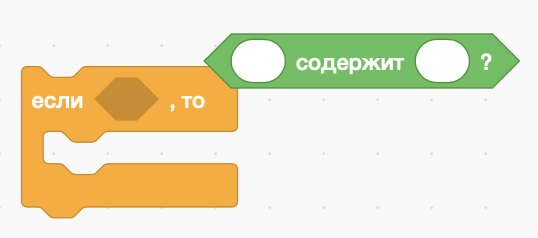 содержит ?
если , то